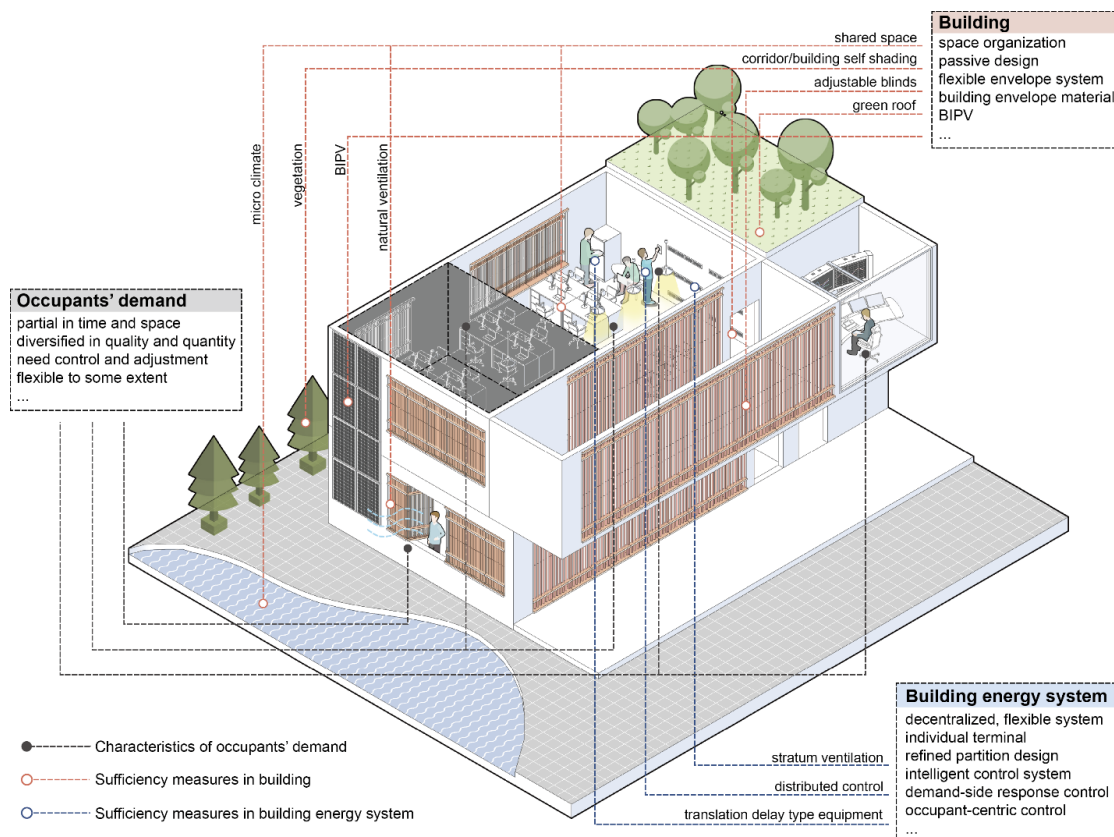 Building
space organization
passive design
flexible envelope system
building envelope material
BIPV
...
shared space
corridor/building self shading
adjustable blinds
green roof
micro climate
vegetation
BIPV
natural ventilation
Occupants' demand
partial in time and space
diversified in quality and quantity
need control and adjustment
flexible to some extent
...
Building energy system
decentralized, flexible system
individual terminal
refined partition design
intelligent control system
demand-side response control
occupant-centric control
...
stratum ventilation
distributed control
translation delay type equipment
Characteristics of occupants' demand
Sufficiency measures in building
Sufficiency measures in building energy system